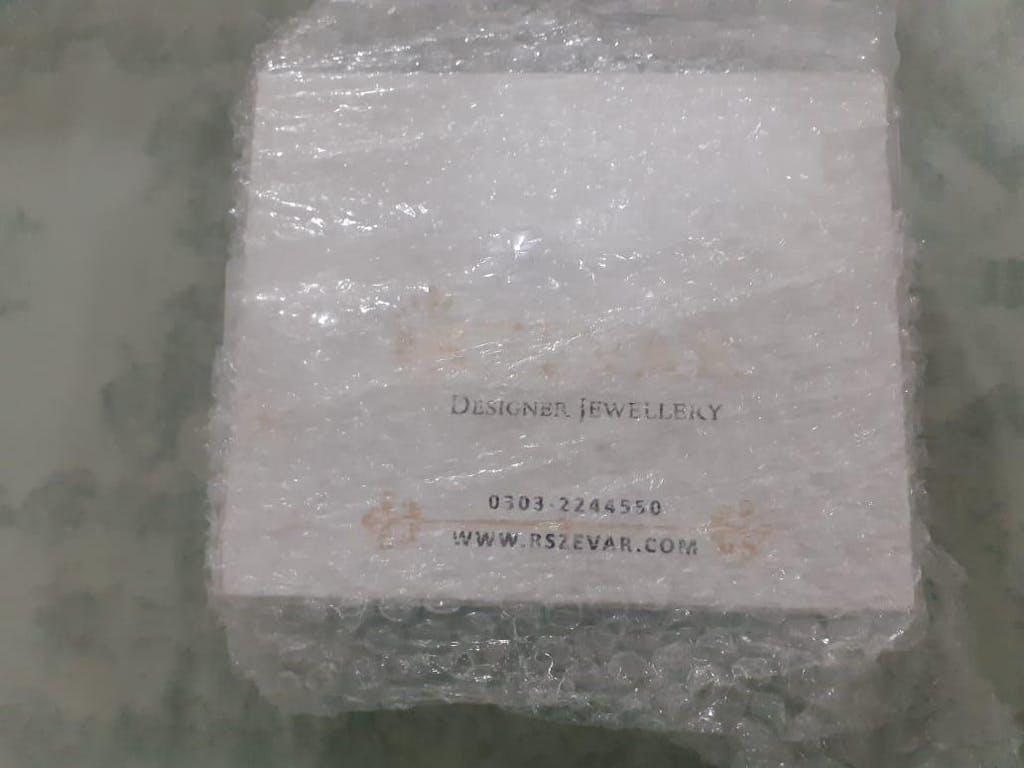 DESIGNER JEWELLERY
0303-2244550
WWW.RSZEVAR.COM